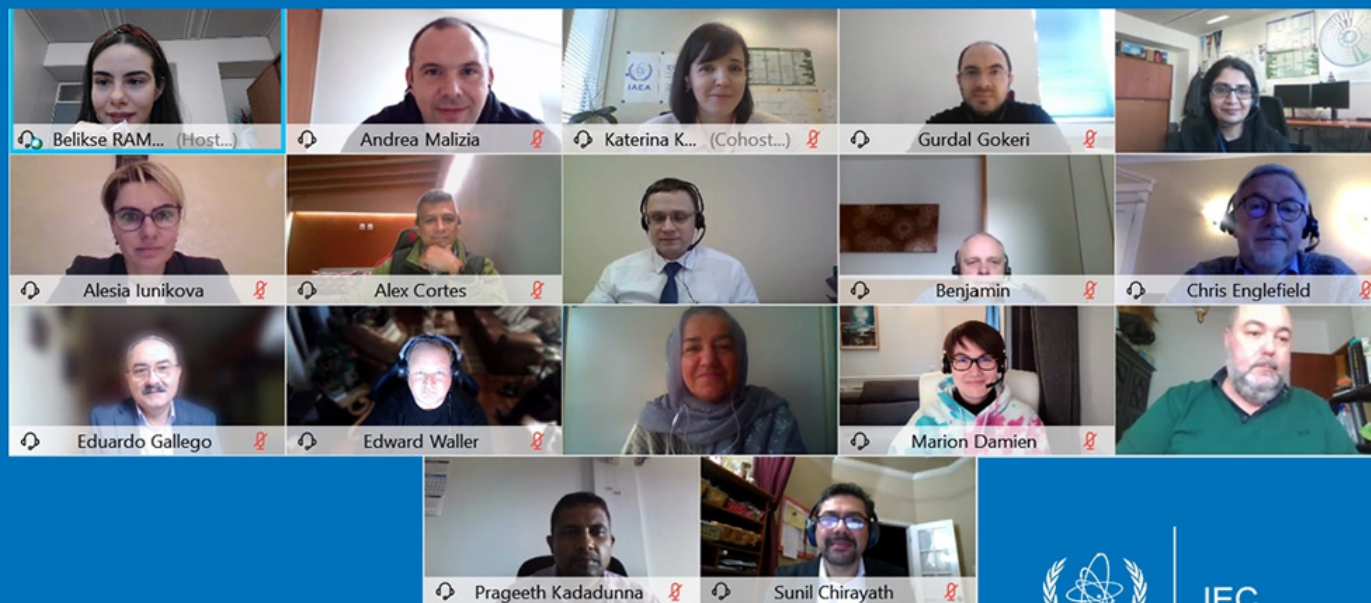 IAEA
Belikse RAM... (Host...)
Andrea Malizia
Katerina K... (Cohost...)
Gurdal Gokeri
Alesia Iunikova
Alex Cortes
Benjamin
Chris Englefield
Eduardo Gallego
Edward Waller
Marion Damien
Prageeth Kadadunna
Sunil Chirayath
IEC